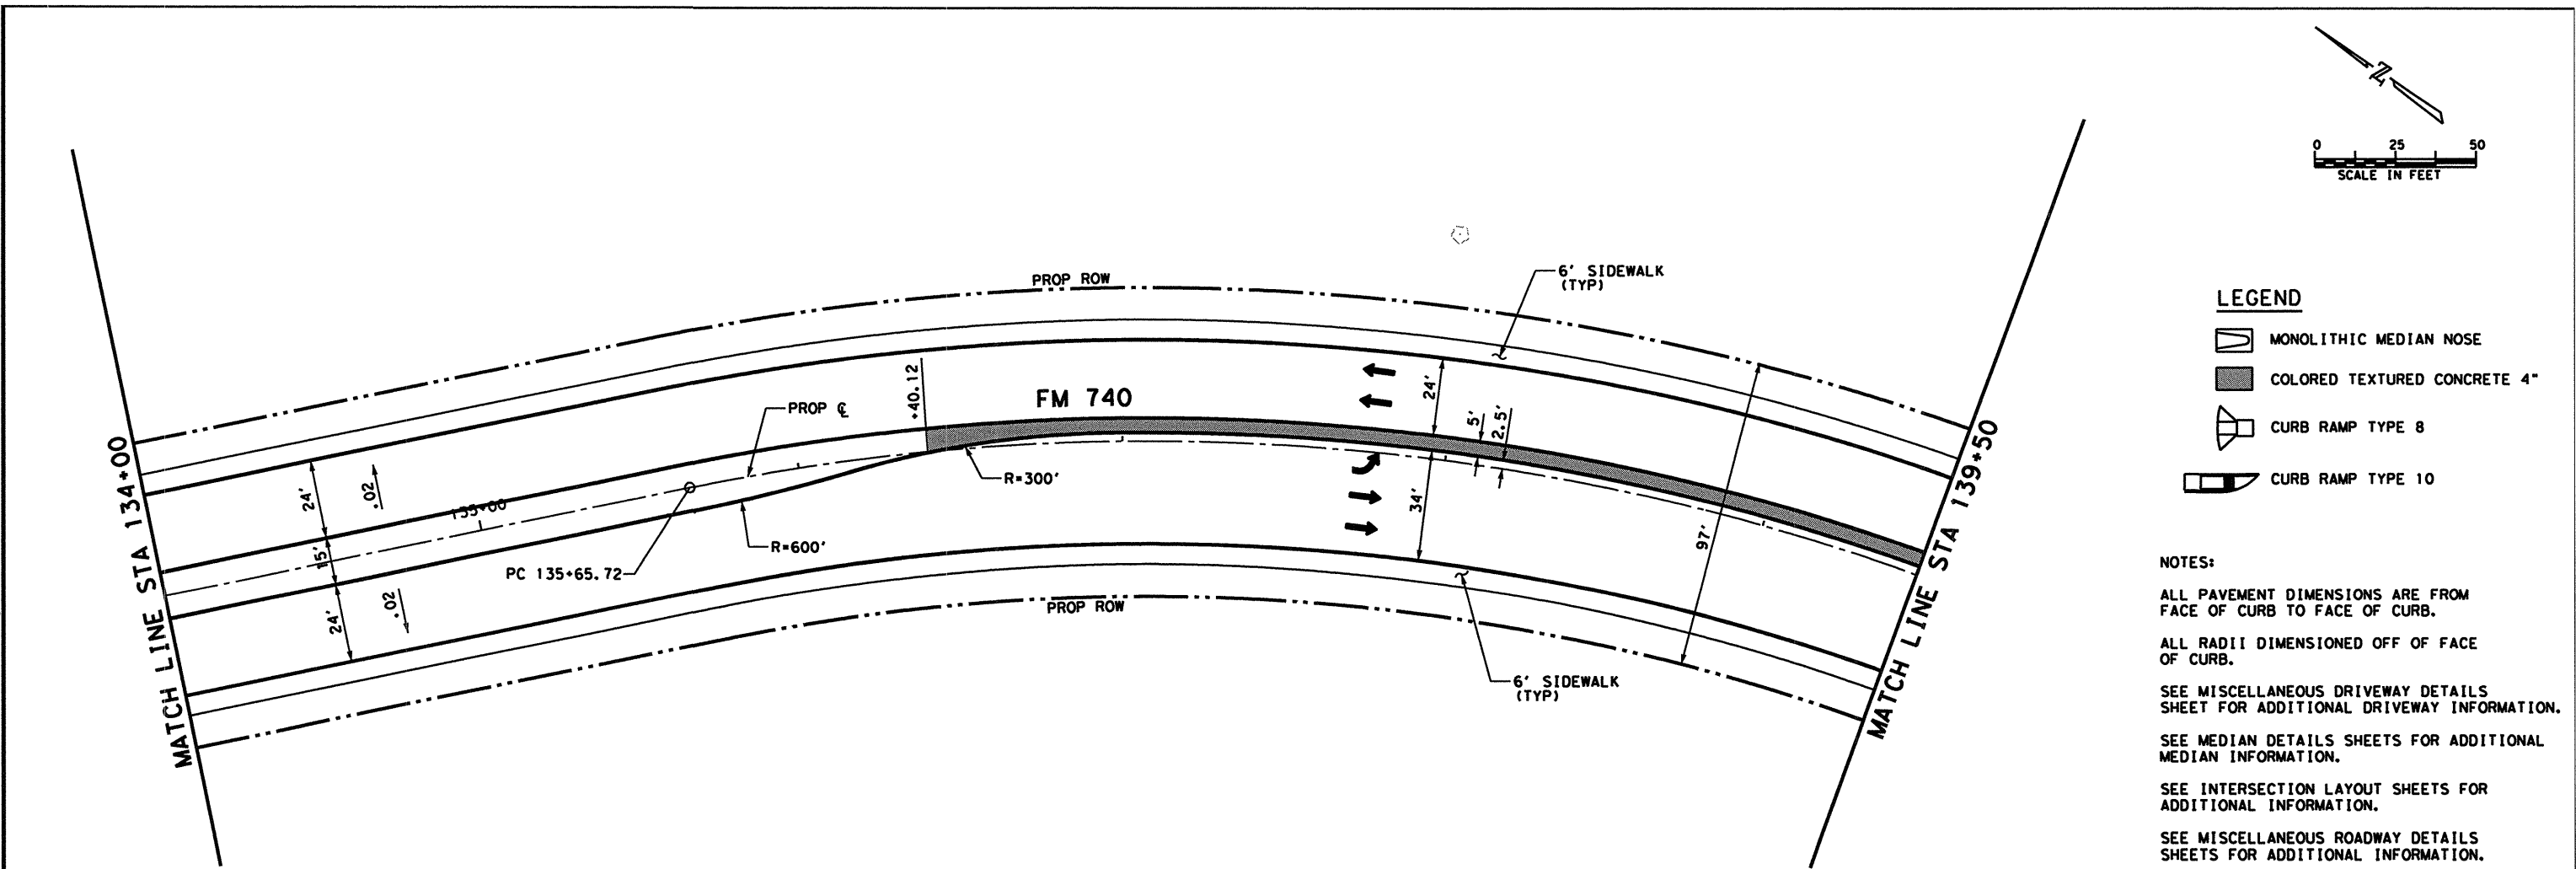 N
0 25 50
SCALE IN FEET
6' SIDEWALK
(TYP)
PROP ROW
LEGEND
MONOLITHIC MEDIAN NOSE
COLORED TEXTURED CONCRETE 4"
CURB RAMP TYPE 8
CURB RAMP TYPE 10
+40.12
FM 740
PROP ℄
24'
5'
2.5'
MATCH LINE STA 134+00
24'
.02
135+00
15'
24'
.02
R=300'
R=600'
PC 135+65.72
34'
97'
MATCH LINE STA 139+50
PROP ROW
6' SIDEWALK
(TYP)
NOTES:
ALL PAVEMENT DIMENSIONS ARE FROM
FACE OF CURB TO FACE OF CURB.
ALL RADII DIMENSIONED OFF OF FACE
OF CURB.
SEE MISCELLANEOUS DRIVEWAY DETAILS
SHEET FOR ADDITIONAL DRIVEWAY INFORMATION.
SEE MEDIAN DETAILS SHEETS FOR ADDITIONAL
MEDIAN INFORMATION.
SEE INTERSECTION LAYOUT SHEETS FOR
ADDITIONAL INFORMATION.
SEE MISCELLANEOUS ROADWAY DETAILS
SHEETS FOR ADDITIONAL INFORMATION.